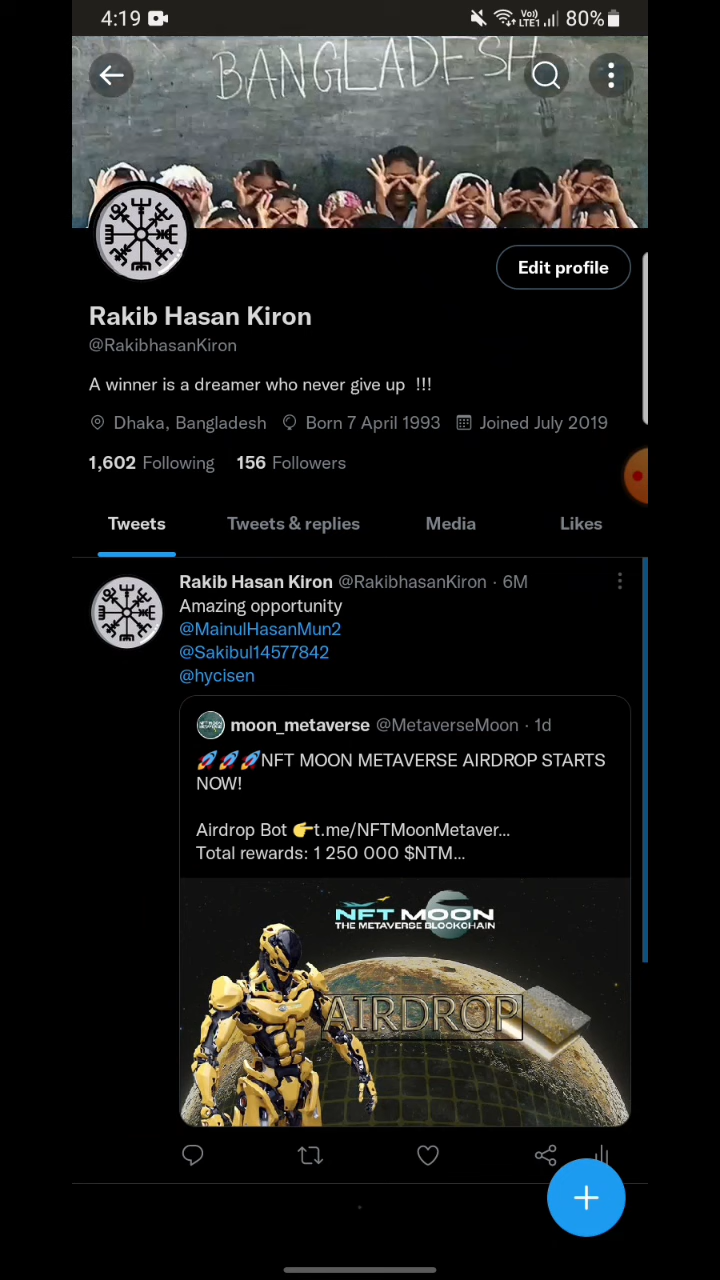 4:19
Vo)) LTE1 80%
BANGLADESH
Edit profile
Rakib Hasan Kiron
@RakibhasanKiron
A winner is a dreamer who never give up !!!
Dhaka, Bangladesh Born 7 April 1993 Joined July 2019
1,602 Following 156 Followers
Tweets Tweets & replies Media Likes
Rakib Hasan Kiron @RakibhasanKiron · 6M
Amazing opportunity
@MainulHasanMun2
@Sakibul14577842
@hycisen
moon_metaverse @MetaverseMoon · 1d
🚀🚀🚀NFT MOON METAVERSE AIRDROP STARTS
NOW!
Airdrop Bot 👉t.me/NFTMoonMetaver...
Total rewards: 1 250 000 $NTM...
NFT MOON
THE METAVERSE BLOCKCHAIN
AIRDROP